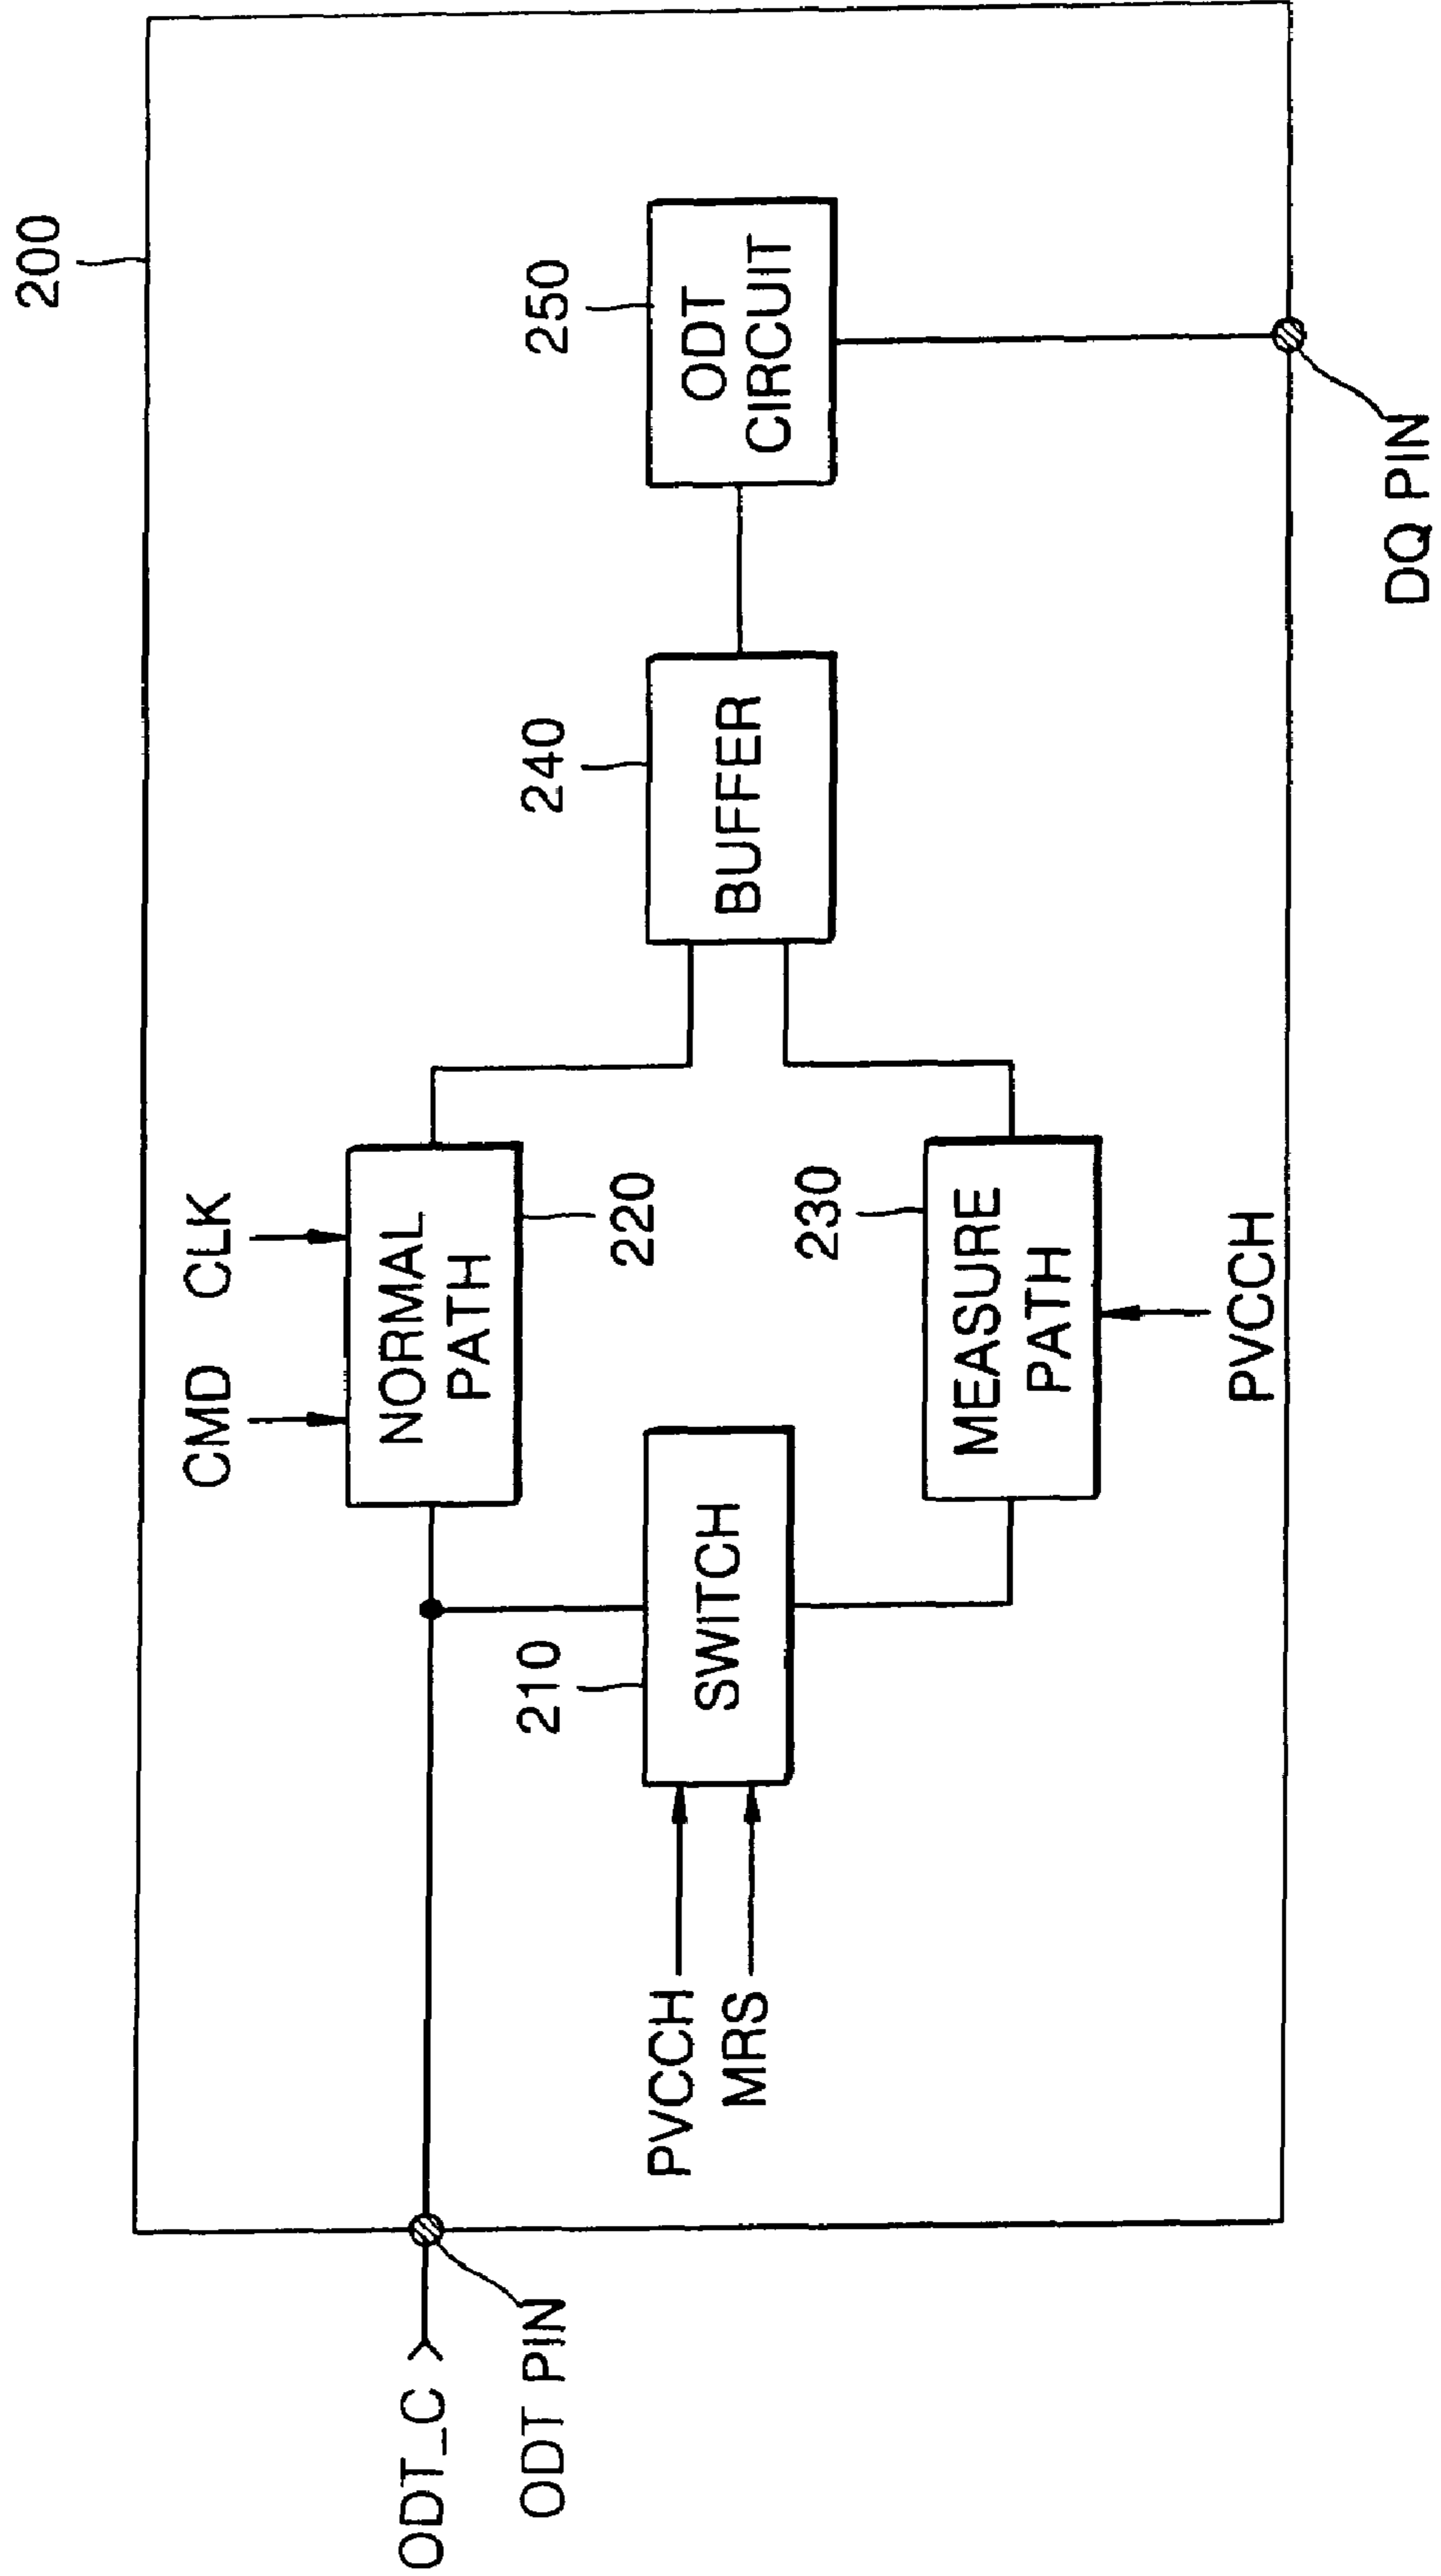 200
CMD
CLK
NORMAL
PATH
220
ODT_C
ODT PIN
210
SWITCH
PVCCH
MRS
230
MEASURE
PATH
PVCCH
240
BUFFER
250
ODT
CIRCUIT
DQ PIN